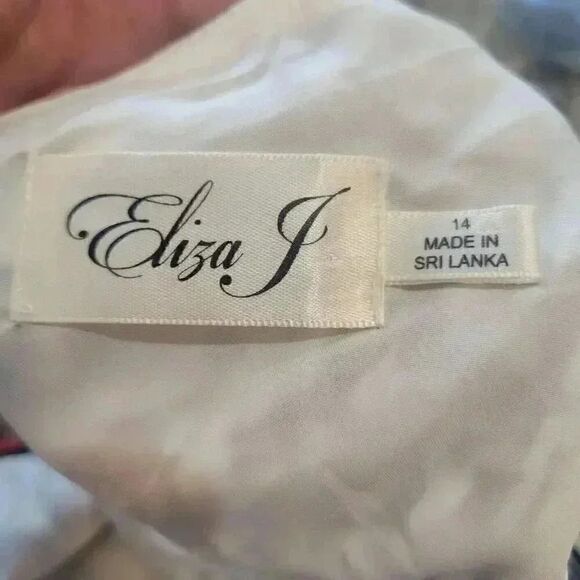 Eliza J
14
MADE IN
SRI LANKA